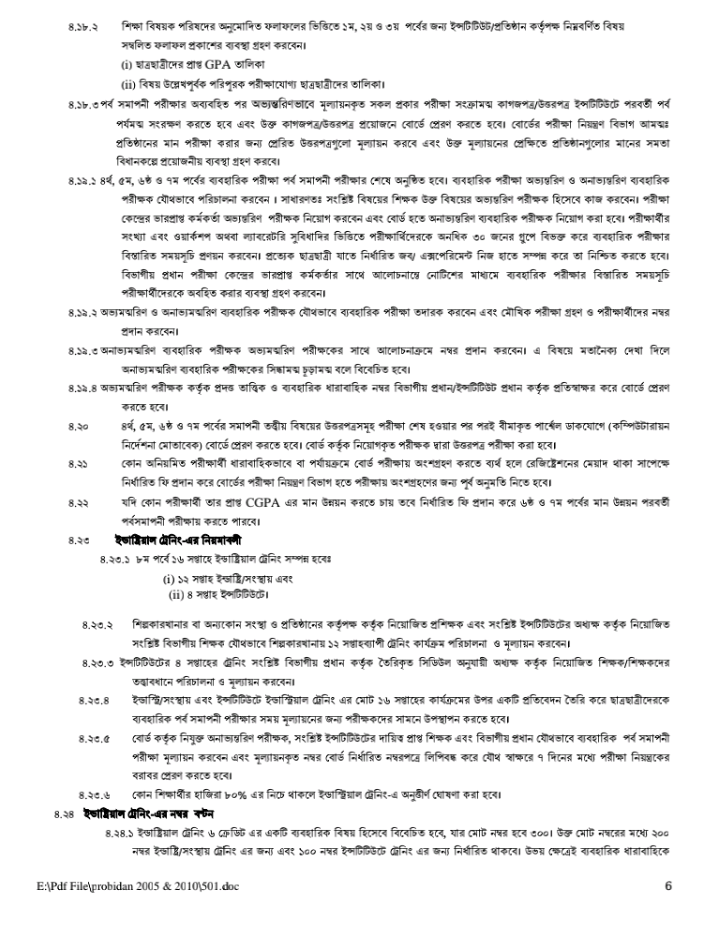 ৪.১৮.২ শিক্ষা বিষয়ক পরিষদের অনুমোদিত ফলাফলের ভিত্তিতে ১ম, ২য় ও ৩য় পর্বের জন্য ইন্সটিটিউট/প্রতিষ্ঠান কর্তৃপক্ষ নিম্নবর্ণিত বিষয়
সম্বলিত ফলাফল প্রকাশের ব্যবস্থা গ্রহণ করবেন।
(i) ছাত্রছাত্রীদের প্রাপ্ত GPA তালিকা
(ii) বিষয় উল্লেখপূর্বক পরিপূরক পরীক্ষাযোগ্য ছাত্রছাত্রীদের তালিকা।
৪.১৮.৩ পর্ব সমাপনী পরীক্ষার অব্যবহিত পর অভ্যন্তরিণভাবে মূল্যায়নকৃত সকল প্রকার পরীক্ষা সংক্রামত্ম কাগজপত্র/উত্তরপত্র ইন্সটিটিউটে পরবর্তী পর্ব
পর্যমত্ম সংরক্ষণ করতে হবে এবং উক্ত কাগজপত্র/উত্তরপত্র প্রয়োজনে বোর্ডে প্রেরণ করতে হবে। বোর্ডের পরীক্ষা নিয়ন্ত্রণ বিভাগ আমত্মঃ
প্রতিষ্ঠানের মান পরীক্ষা করার জন্য প্রেরিত উত্তরপত্রগুলো মূল্যায়ন করবে এবং উক্ত মূল্যায়নের প্রেক্ষিতে প্রতিষ্ঠানগুলোর মানের সমতা
বিধানকল্পে প্রয়োজনীয় ব্যবস্থা গ্রহণ করবে।
৪.১৯.১ ৪র্থ, ৫ম, ৬ষ্ঠ ও ৭ম পর্বের ব্যবহারিক পরীক্ষা পর্ব সমাপনী পরীক্ষার শেষে অনুষ্ঠিত হবে। ব্যবহারিক পরীক্ষা অভ্যন্তরিণ ও অনাভ্যন্তরিণ ব্যবহারিক
পরীক্ষক যৌথভাবে পরিচালনা করবেন । সাধারণতঃ সংশ্লিষ্ট বিষয়ের শিক্ষক উক্ত বিষয়ের অভ্যন্তরিণ পরীক্ষক হিসেবে কাজ করবেন। পরীক্ষা
কেন্দ্রের ভারপ্রাপ্ত কর্মকর্তা অভ্যন্তরিণ পরীক্ষক নিয়োগ করবেন এবং বোর্ড হতে অনাভ্যন্তরিণ ব্যবহারিক পরীক্ষক নিয়োগ করা হবে। পরীক্ষার্থীর
সংখ্যা এবং ওয়ার্কশপ অথবা ল্যাবরেটরি সুবিধাদির ভিত্তিতে পরীক্ষার্থিদেরকে অনধিক ৩০ জনের গ্রুপে বিভক্ত করে ব্যবহারিক পরীক্ষার
বিস্তারিত সময়সূচি প্রণয়ন করবেন। প্রত্যেক ছাত্রছাত্রী যাতে নির্ধারিত জব/ এক্সপেরিমেন্ট নিজ হাতে সম্পন্ন করে তা নিশ্চিত করতে হবে।
বিভাগীয় প্রধান পরীক্ষা কেন্দ্রের ভারপ্রাপ্ত কর্মকর্তার সাথে আলোচনান্তে নোটিশের মাধ্যমে ব্যবহারিক পরীক্ষার বিস্তারিত সময়সূচি
পরীক্ষার্থীদেরকে অবহিত করার ব্যবস্থা গ্রহণ করবেন।
৪.১৯.২ অভ্যমত্মরিণ ও অনাভ্যমত্মরিণ ব্যবহারিক পরীক্ষক যৌথভাবে ব্যবহারিক পরীক্ষা তদারক করবেন এবং মৌখিক পরীক্ষা গ্রহণ ও পরীক্ষার্থীদের নম্বর
প্রদান করবেন।
৪.১৯.৩ অনাভ্যমত্মরিণ ব্যবহারিক পরীক্ষক অভ্যমত্মরিণ পরীক্ষকের সাথে আলোচনাক্রমে নম্বর প্রদান করবেন। এ বিষয়ে মতানৈক্য দেখা দিলে
অনাভ্যমত্মরিণ ব্যবহারিক পরীক্ষকের সিদ্ধামত্ম চূড়ামত্ম বলে বিবেচিত হবে।
৪.১৯.৪ অভ্যমত্মরিণ পরীক্ষক কর্তৃক প্রদত্ত তাত্ত্বিক ও ব্যবহারিক ধারাবাহিক নম্বর বিভাগীয় প্রধান/ইন্সটিটিউট প্রধান কর্তৃক প্রতিস্বাক্ষর করে বোর্ডে প্রেরণ
করতে হবে।
৪.২০ ৪র্থ, ৫ম, ৬ষ্ঠ ও ৭ম পর্বের সমাপনী তত্ত্বীয় বিষয়ের উত্তরপত্রসমূহ পরীক্ষা শেষ হওয়ার পর পরই বীমাকৃত পার্শ্বেল ডাকযোগে (কম্পিউটারায়ন
নির্দেশনা মোতাবেক) বোর্ডে প্রেরণ করতে হবে। বোর্ড কর্তৃক নিয়োগকৃত পরীক্ষক দ্বারা উত্তরপত্র পরীক্ষা করা হবে।
৪.২১ কোন অনিয়মিত পরীক্ষার্থী ধারাবাহিকভাবে বা পর্যায়ক্রমে বোর্ড পরীক্ষায় অংশগ্রহণ করতে ব্যর্থ হলে রেজিষ্ট্রেশনের মেয়াদ থাকা সাপেক্ষে
নির্ধারিত ফি প্রদান করে বোর্ডের পরীক্ষা নিয়ন্ত্রণ বিভাগ হতে পরীক্ষায় অংশগ্রহণের জন্য পূর্ব অনুমতি নিতে হবে।
৪.২২ যদি কোন পরীক্ষার্থী তার প্রাপ্ত CGPA এর মান উন্নয়ন করতে চায় তবে নির্ধারিত ফি প্রদান করে ৬ষ্ঠ ও ৭ম পর্বের মান উন্নয়ন পরবর্তী
পর্বসমাপনী পরীক্ষায় করতে পারবে।
৪.২৩ ইন্ডাষ্ট্রিয়াল ট্রেনিং-এর নিয়মাবলী
৪.২৩.১ ৮ম পর্বে ১৬ সপ্তাহে ইন্ডাষ্ট্রিয়াল ট্রেনিং সম্পন্ন হবেঃ
(i) ১২ সপ্তাহ ইন্ডাষ্ট্রি/সংস্থায় এবং
(ii) ৪ সপ্তাহ ইন্সটিটিউটে।
৪.২৩.২ শিল্পকারখানার বা অন্যকোন সংস্থা ও প্রতিষ্ঠানের কর্তৃপক্ষ কর্তৃক নিয়োজিত প্রশিক্ষক এবং সংশ্লিষ্ট ইন্সটিটিউটের অধ্যক্ষ কর্তৃক নিয়োজিত
সংশ্লিষ্ট বিভাগীয় শিক্ষক যৌথভাবে শিল্পকারখানায় ১২ সপ্তাহব্যাপী ট্রেনিং কার্যক্রম পরিচালনা ও মূল্যায়ন করবেন।
৪.২৩.৩ ইন্সটিটিউটের ৪ সপ্তাহের ট্রেনিং সংশ্লিষ্ট বিভাগীয় প্রধান কর্তৃক তৈরিকৃত সিডিউল অনুযায়ী অধ্যক্ষ কর্তৃক নিয়োজিত শিক্ষক/শিক্ষকদের
তত্ত্বাবধানে পরিচালনা ও মূল্যায়ন করবেন।
৪.২৩.৪ ইন্ডাস্ট্রি/সংস্থায় এবং ইন্সটিটিউটে ইন্ডাস্ট্রিয়াল ট্রেনিং এর মোট ১৬ সপ্তাহের কার্যক্রমের উপর একটি প্রতিবেদন তৈরি করে ছাত্রছাত্রীদেরকে
ব্যবহারিক পর্ব সমাপনী পরীক্ষার সময় মূল্যায়নের জন্য পরীক্ষকদের সামনে উপস্থাপন করতে হবে।
৪.২৩.৫ বোর্ড কর্তৃক নিযুক্ত অনাভ্যন্তরিণ পরীক্ষক, সংশ্লিষ্ট ইন্সটিটিউটের দায়িত্ব প্রাপ্ত শিক্ষক এবং বিভাগীয় প্রধান যৌথভাবে ব্যবহারিক পর্ব সমাপনী
পরীক্ষা মূল্যায়ন করবেন এবং মূল্যায়নকৃত নম্বর বোর্ড নির্ধারিত নম্বরপত্রে লিপিবদ্ধ করে যৌথ স্বাক্ষরে ৭ দিনের মধ্যে পরীক্ষা নিয়ন্ত্রকের
বরাবর প্রেরণ করতে হবে।
৪.২৩.৬ কোন শিক্ষার্থীর হাজিরা ৮০% এর নিচে থাকলে ইন্ডাস্ট্রিয়াল ট্রেনিং-এ অনুত্তীর্ণ ঘোষণা করা হবে।
৪.২৪ ইন্ডাষ্ট্রিয়াল ট্রেনিং-এর নম্বর বন্টন
৪.২৪.১ ইন্ডাষ্ট্রিয়াল ট্রেনিং ৬ ক্রেডিট এর একটি ব্যবহারিক বিষয় হিসেবে বিবেচিত হবে, যার মোট নম্বর হবে ৩০০। উক্ত মোট নম্বরের মধ্যে ২০০
নম্বর ইন্ডাষ্ট্রি/সংস্থায় ট্রেনিং এর জন্য এবং ১০০ নম্বর ইন্সটিটিউটে ট্রেনিং এর জন্য নির্ধারিত থাকবে। উভয় ক্ষেত্রেই ব্যবহারিক ধারাবাহিকে
E:\Pdf File\probidan 2005 & 2010\501.doc 6